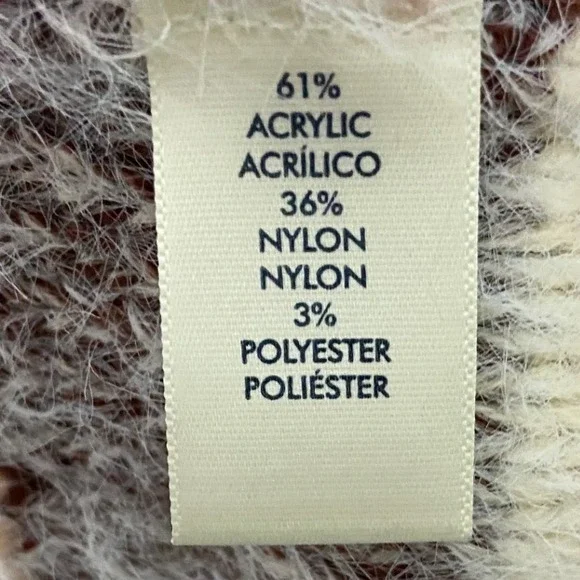 61%
ACRYLIC
ACRÍLICO
36%
NYLON
NYLON
3%
POLYESTER
POLIÉSTER